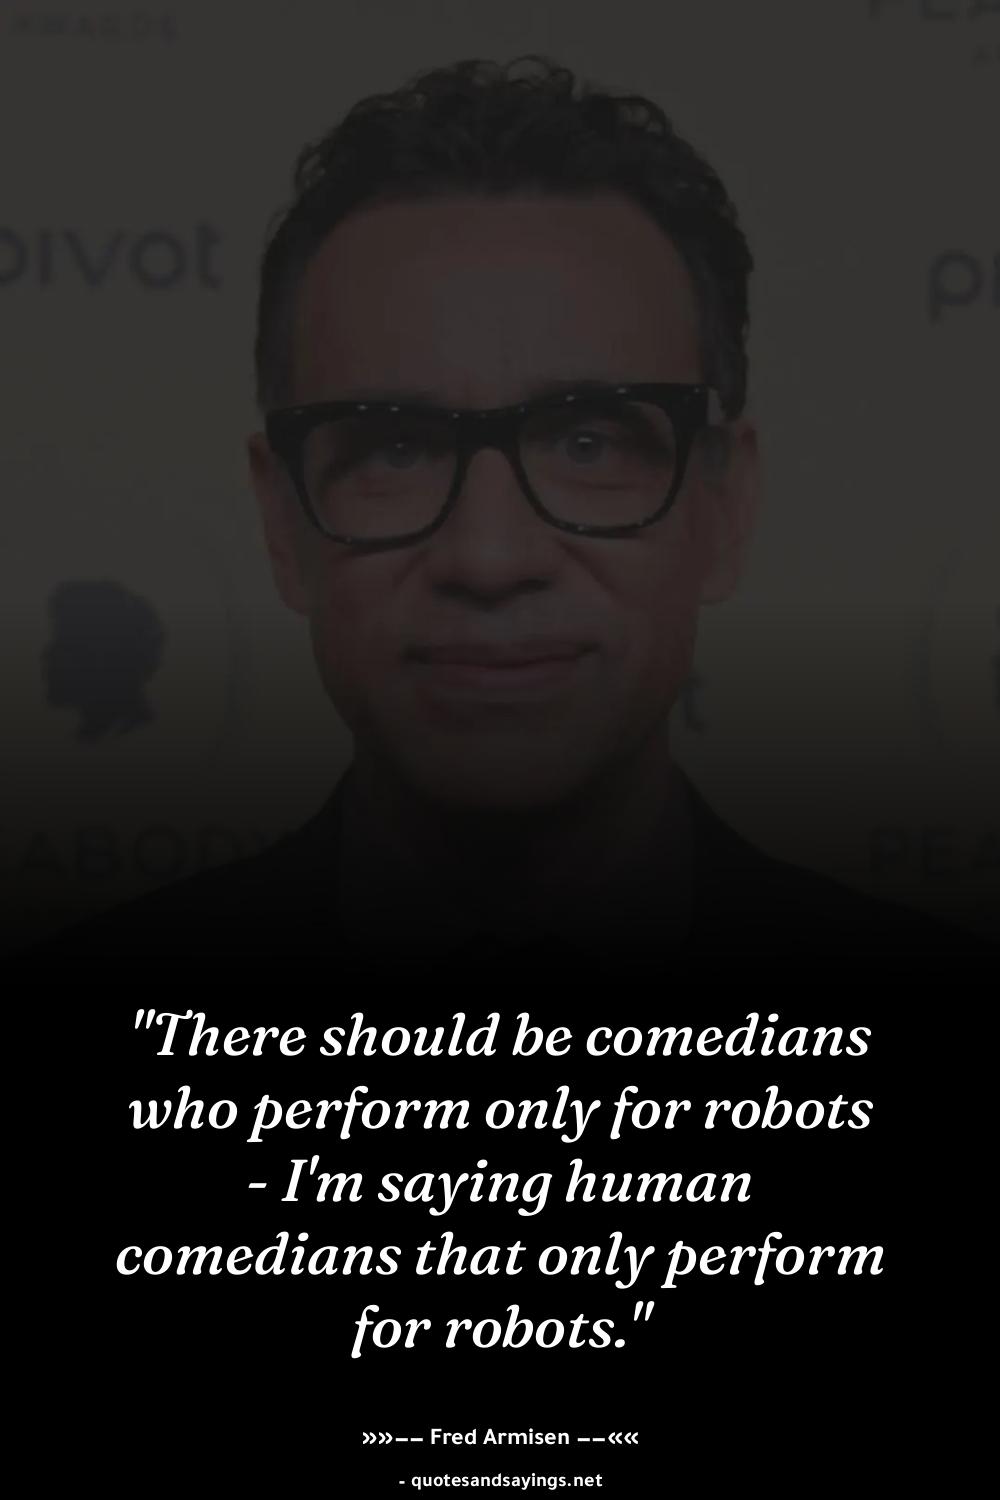 AWARDS
pivot
"There should be comedians
who perform only for robots
- I'm saying human
comedians that only perform
for robots."
»»−− Fred Armisen −−««
- quotesandsayings.net